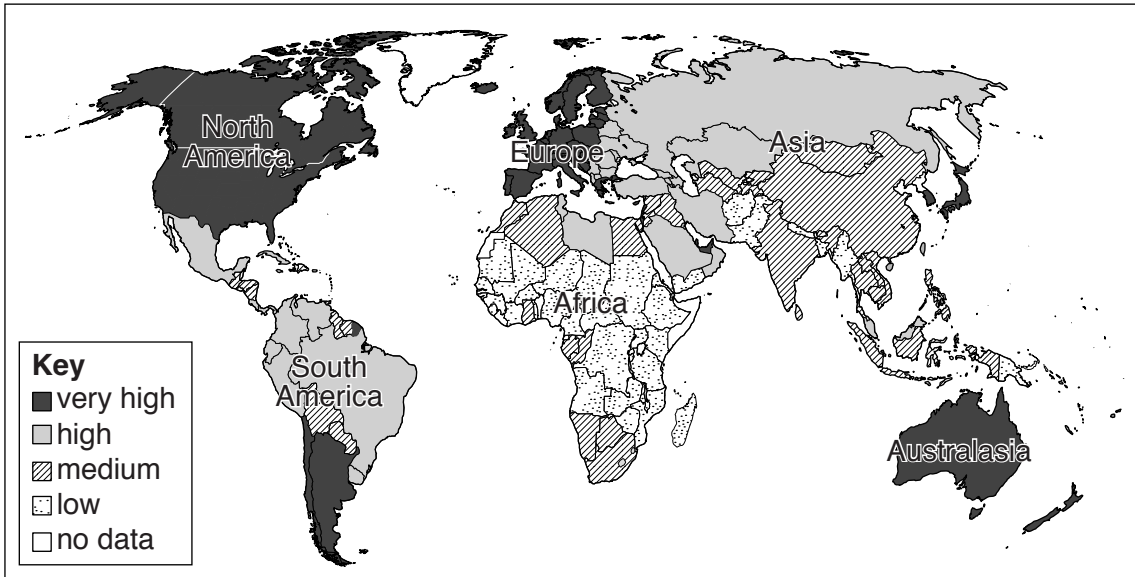 North
America
Europe
Asia
Africa
South
America
Australasia
Key
very high
high
medium
low
no data